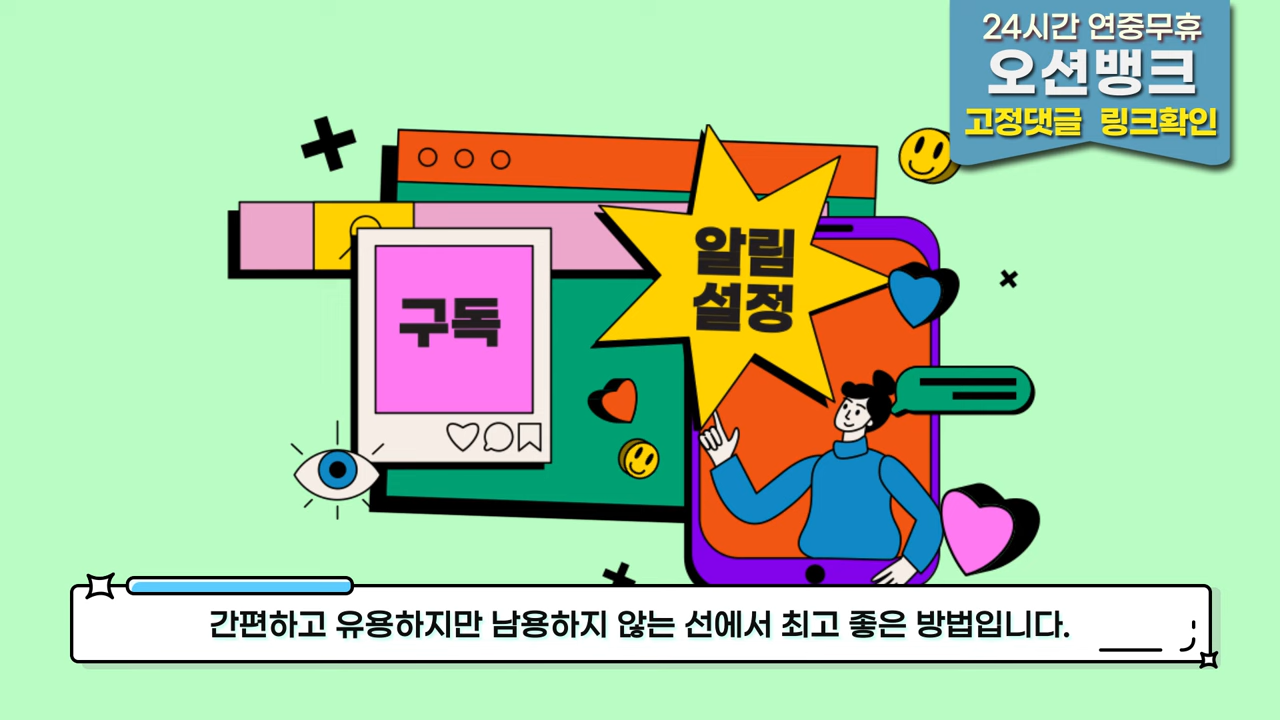 24시간 연중무휴
오션뱅크
고정댓글 링크확인
알림
설정
구독
간편하고 유용하지만 남용하지 않는 선에서 최고 좋은 방법입니다.